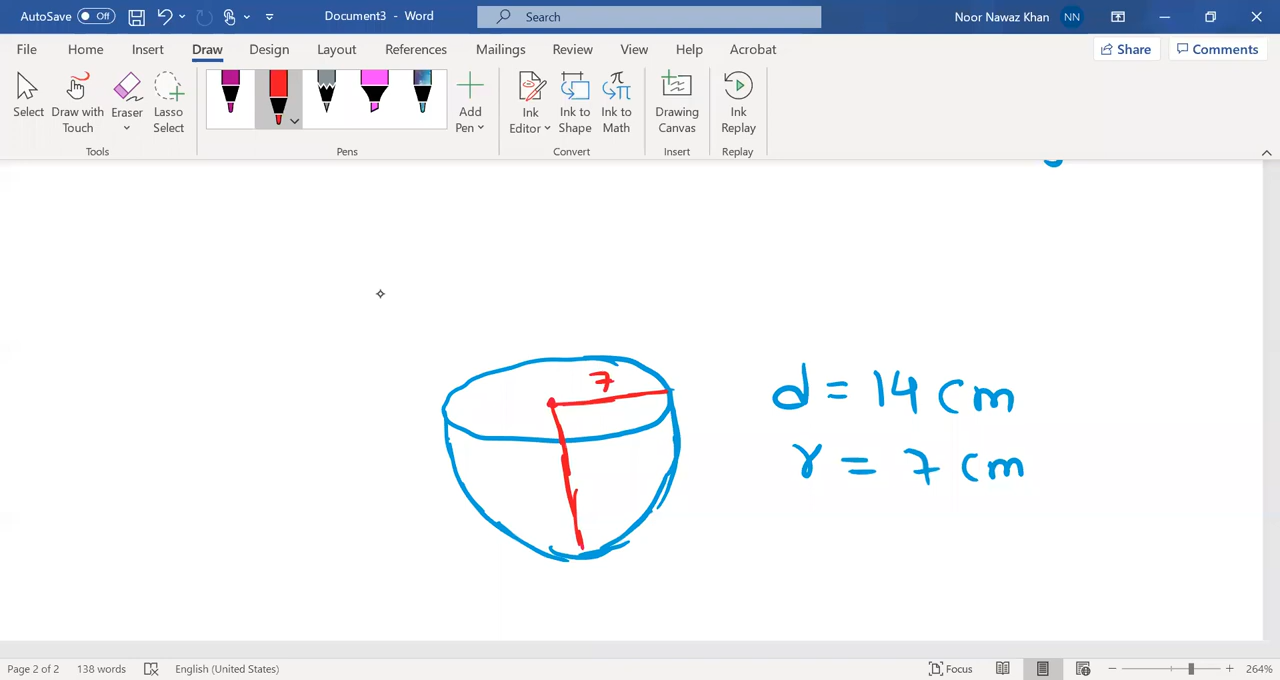 AutoSave Off Document3 - Word Search Noor Nawaz Khan NN
File Home Insert Draw Design Layout References Mailings Review View Help Acrobat Share Comments
Select Draw with Touch Eraser Lasso Select Add Pen Ink Editor Ink to Shape Ink to Math Drawing Canvas Ink Replay
Tools Pens Convert Insert Replay
7
d = 14 cm
r = 7 cm
Page 2 of 2 138 words English (United States) Focus 264%